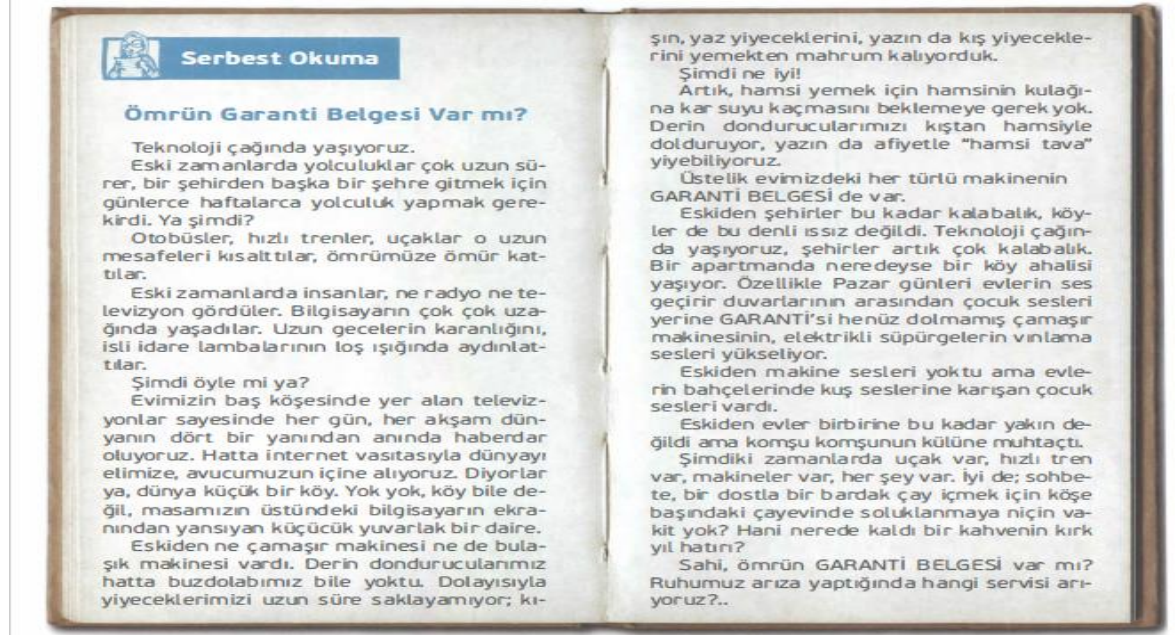 Serbest Okuma
Ömrün Garanti Belgesi Var mı?
Teknoloji çağında yaşıyoruz.
Eski zamanlarda yolculuklar çok uzun sü-
rer, bir şehirden başka bir şehre gitmek için
günlerce haftalarca yolculuk yapmak gere-
kirdi. Ya şimdi?
Otobüsler, hızlı trenler, uçaklar o uzun
mesafeleri kısalttılar, ömrümüze ömür kat-
tılar.
Eski zamanlarda insanlar, ne radyo ne te-
levizyon gördüler. Bilgisayarın çok çok uza-
ğında yaşadılar. Uzun gecelerin karanlığını,
isli idare lambalarının loş ışığında aydınlat-
tılar.
Şimdi öyle mi ya?
Evimizin baş köşesinde yer alan televiz-
yonlar sayesinde her gün, her akşam dün-
yanın dört bir yanından anında haberdar
oluyoruz. Hatta internet vasıtasıyla dünyayı
elimize, avucumuzun içine alıyoruz. Diyorlar
ya, dünya küçük bir köy. Yok yok, köy bile de-
ğil, masamızın üstündeki bilgisayarın ekra-
nından yansıyan küçücük yuvarlak bir daire.
Eskiden ne çamaşır makinesi ne de bula-
şık makinesi vardı. Derin dondurucularımız
hatta buzdolabımız bile yoktu. Dolayısıyla
yiyeceklerimizi uzun süre saklayamıyor; kı-
şın, yaz yiyeceklerini, yazın da kış yiyecekle-
rini yemekten mahrum kalıyorduk.
Şimdi ne iyi!
Artık, hamsi yemek için hamsinin kulağı-
na kar suyu kaçmasını beklemeye gerek yok.
Derin dondurucularımızı kıştan hamsiyle
dolduruyor, yazın da afiyetle "hamsi tava"
yiyebiliyoruz.
Üstelik evimizdeki her türlü makinenin
GARANTİ BELGESİ de var.
Eskiden şehirler bu kadar kalabalık, köy-
ler de bu denli ıssız değildi. Teknoloji çağın-
da yaşıyoruz, şehirler artık çok kalabalık.
Bir apartmanda neredeyse bir köy ahalisi
yaşıyor. Özellikle Pazar günleri evlerin ses
geçirir duvarlarının arasından çocuk sesleri
yerine GARANTİ'si henüz dolmamış çamaşır
makinesinin, elektrikli süpürgelerin vınlama
sesleri yükseliyor.
Eskiden makine sesleri yoktu ama evle-
rin bahçelerinde kuş seslerine karışan çocuk
sesleri vardı.
Eskiden evler birbirine bu kadar yakın de-
ğildi ama komşu komşunun külüne muhtaçtı.
Şimdiki zamanlarda uçak var, hızlı tren
var, makineler var, her şey var. İyi de; sohbe-
te, bir dostla bir bardak çay içmek için köşe
başındaki çayevinde soluklanmaya niçin va-
kit yok? Hani nerede kaldı bir kahvenin kırk
yıl hatırı?
Sahi, ömrün GARANTİ BELGESİ var mı?
Ruhumuz arıza yaptığında hangi servisi arı-
yoruz?..